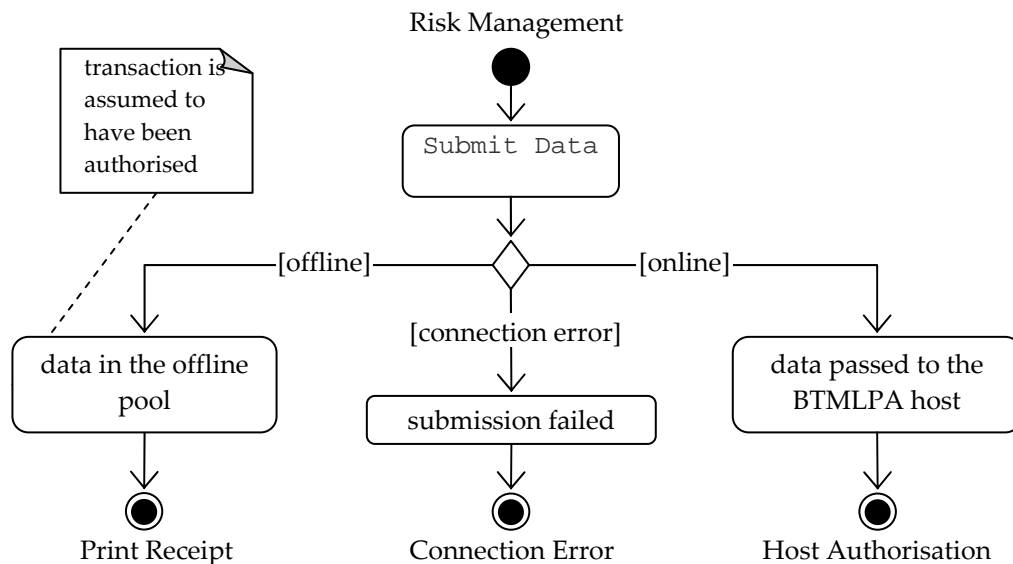 Risk Management
transaction is
assumed to
have been
authorised
Submit Data
[offline]
[online]
[connection error]
data in the offline
pool
submission failed
data passed to the
BTMLPA host
Print Receipt
Connection Error
Host Authorisation